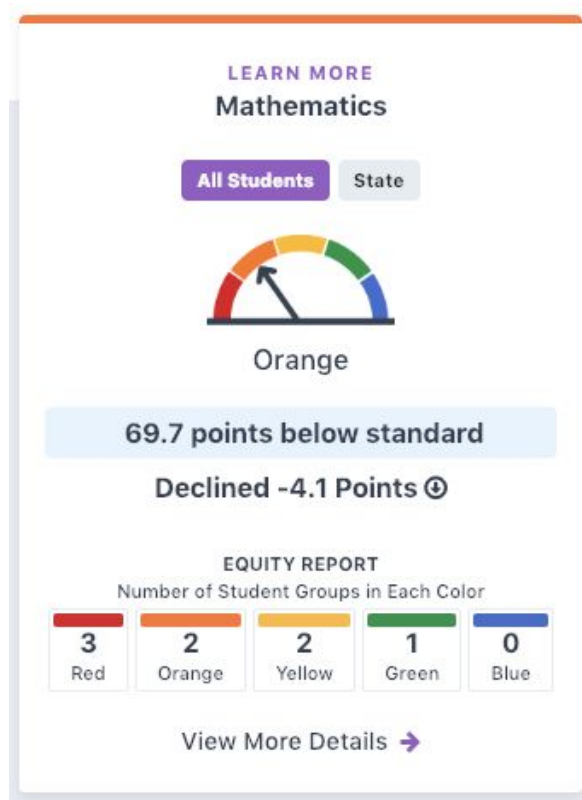 LEARN MORE
Mathematics
All Students State
Orange
69.7 points below standard
Declined -4.1 Points
EQUITY REPORT
Number of Student Groups in Each Color
3 2 2 1 0
Red Orange Yellow Green Blue
View More Details